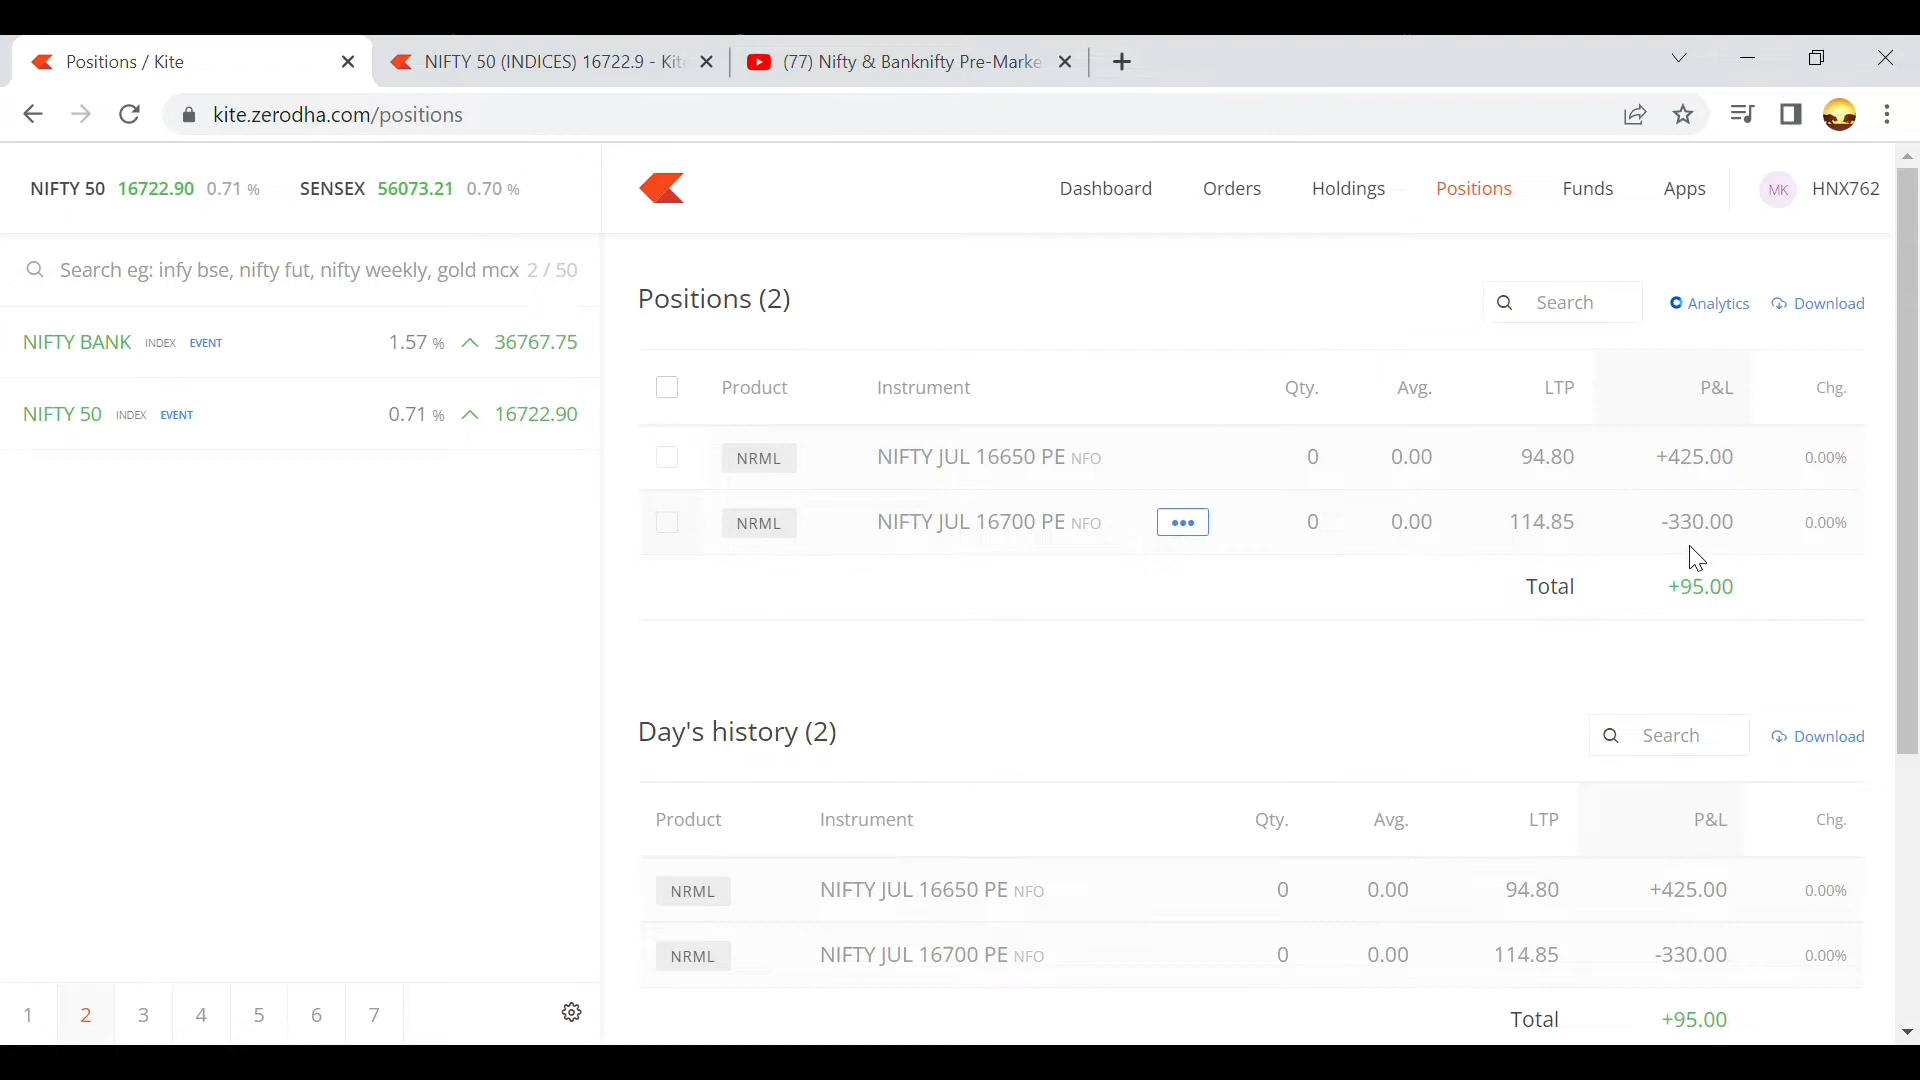 Positions / Kite
NIFTY 50 (INDICES) 16722.9 - Kit
(77) Nifty & Banknifty Pre-Marke
kite.zerodha.com/positions
NIFTY 50 16722.90 0.71 % SENSEX 56073.21 0.70 %
Dashboard Orders Holdings Positions Funds Apps MK HNX762
Search eg: infy bse, nifty fut, nifty weekly, gold mcx 2 / 50
NIFTY BANK INDEX EVENT 1.57 % 36767.75
NIFTY 50 INDEX EVENT 0.71 % 16722.90
1 2 3 4 5 6 7
Positions (2) Search Analytics Download
Product Instrument Qty. Avg. LTP P&L Chg.
NRML NIFTY JUL 16650 PE NFO 0 0.00 94.80 +425.00 0.00%
NRML NIFTY JUL 16700 PE NFO ••• 0 0.00 114.85 -330.00 0.00%
Total +95.00
Day's history (2) Search Download
Product Instrument Qty. Avg. LTP P&L Chg.
NRML NIFTY JUL 16650 PE NFO 0 0.00 94.80 +425.00 0.00%
NRML NIFTY JUL 16700 PE NFO 0 0.00 114.85 -330.00 0.00%
Total +95.00